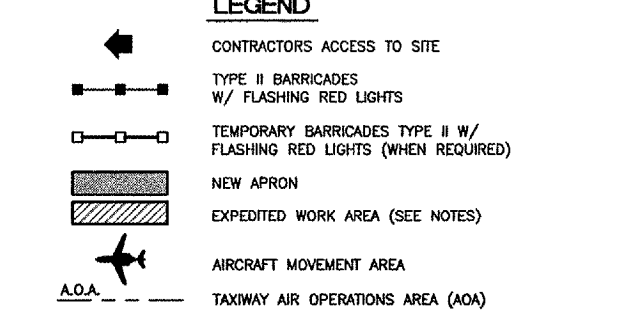 LEGEND
CONTRACTORS ACCESS TO SITE
TYPE II BARRICADES
W/ FLASHING RED LIGHTS
TEMPORARY BARRICADES TYPE II W/
FLASHING RED LIGHTS (WHEN REQUIRED)
NEW APRON
EXPEDITED WORK AREA (SEE NOTES)
AIRCRAFT MOVEMENT AREA
A.O.A.
TAXIWAY AIR OPERATIONS AREA (AOA)